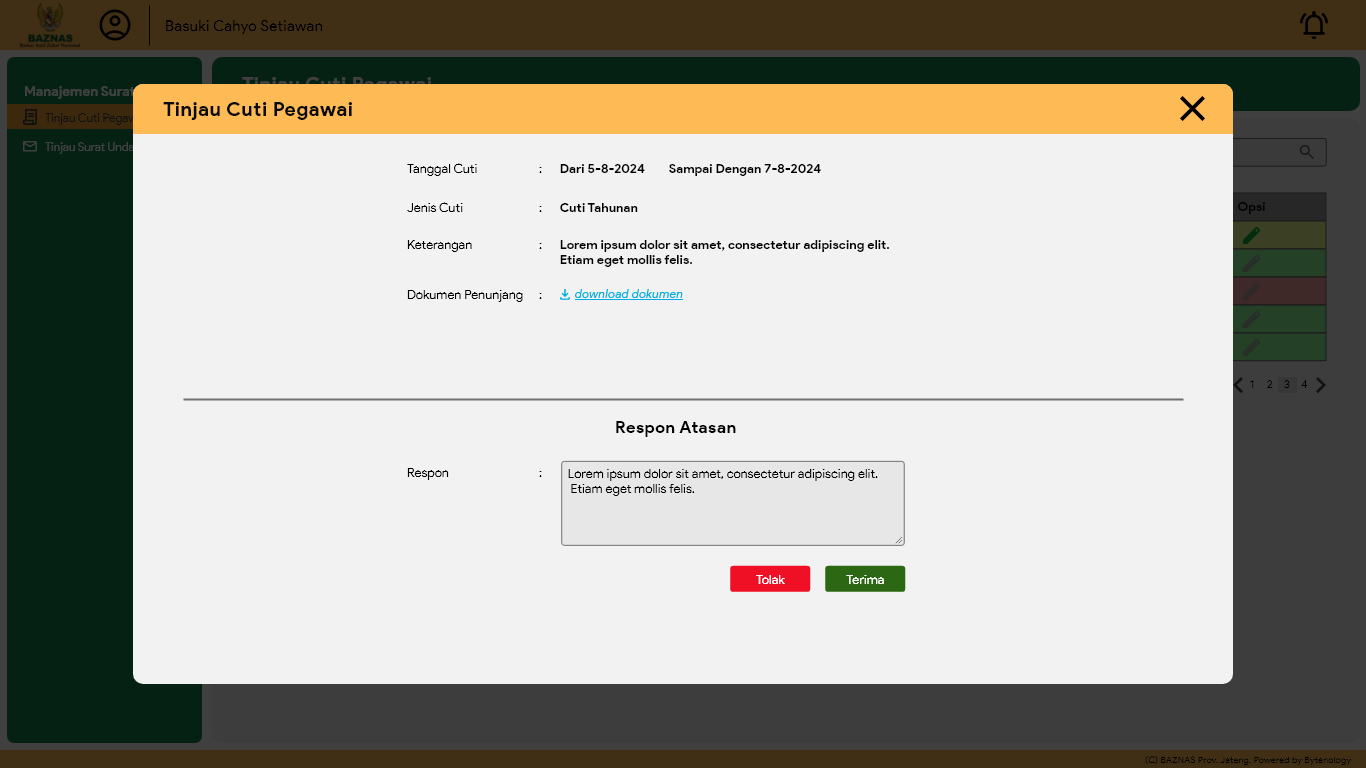 BAZNAS
Basuki Cahyo Setiawan
Tinjau Cuti Pegawai
Manajemen Surat
Tinjau Cuti Pegaw
Tinjau Surat Unda
Tinjau Cuti Pegawai
Tanggal Cuti : Dari 5-8-2024 Sampai Dengan 7-8-2024
Jenis Cuti : Cuti Tahunan
Keterangan : Lorem ipsum dolor sit amet, consectetur adipiscing elit.
Etiam eget mollis felis.
Dokumen Penunjang : download dokumen
Opsi
1 2 3 4
Respon Atasan
Respon : Lorem ipsum dolor sit amet, consectetur adipiscing elit.
Etiam eget mollis felis.
Tolak Terima
(C) BAZNAS Prov. Jateng. Powered by Bytenology